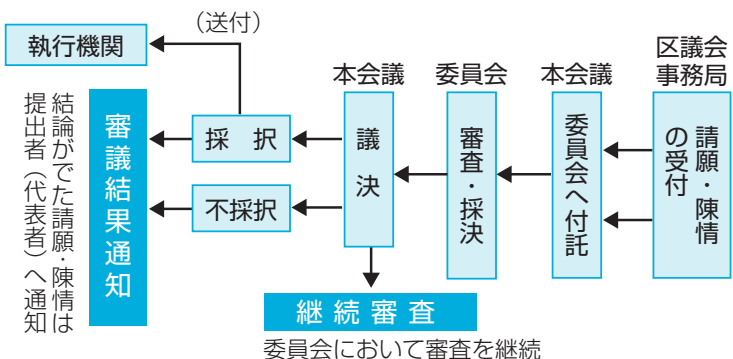 （送付）
執行機関
区議会
事務局
本会議
委員会
本会議
請願・陳情
の受付
委員会へ付託
審査・採決
議決
採択
不採択
審議結果通知
結論がでた請願・陳情は
提出者（代表者）へ通知
継続審査
委員会において審査を継続